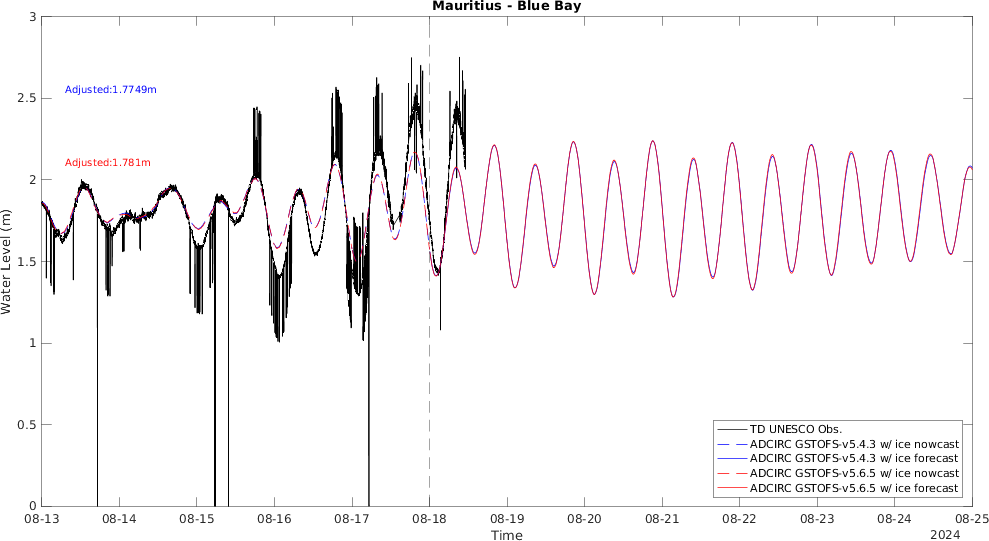 Mauritius - Blue Bay
3
Adjusted:1.7749m
2.5
Adjusted:1.781m
2
Water Level (m)
1.5
1
0.5
TD UNESCO Obs.
ADCIRC GSTOFS-v5.4.3 w/ ice nowcast
ADCIRC GSTOFS-v5.4.3 w/ ice forecast
ADCIRC GSTOFS-v5.6.5 w/ ice nowcast
ADCIRC GSTOFS-v5.6.5 w/ ice forecast
0
08-13 08-14 08-15 08-16 08-17 08-18 08-19 08-20 08-21 08-22 08-23 08-24 08-25
Time
2024